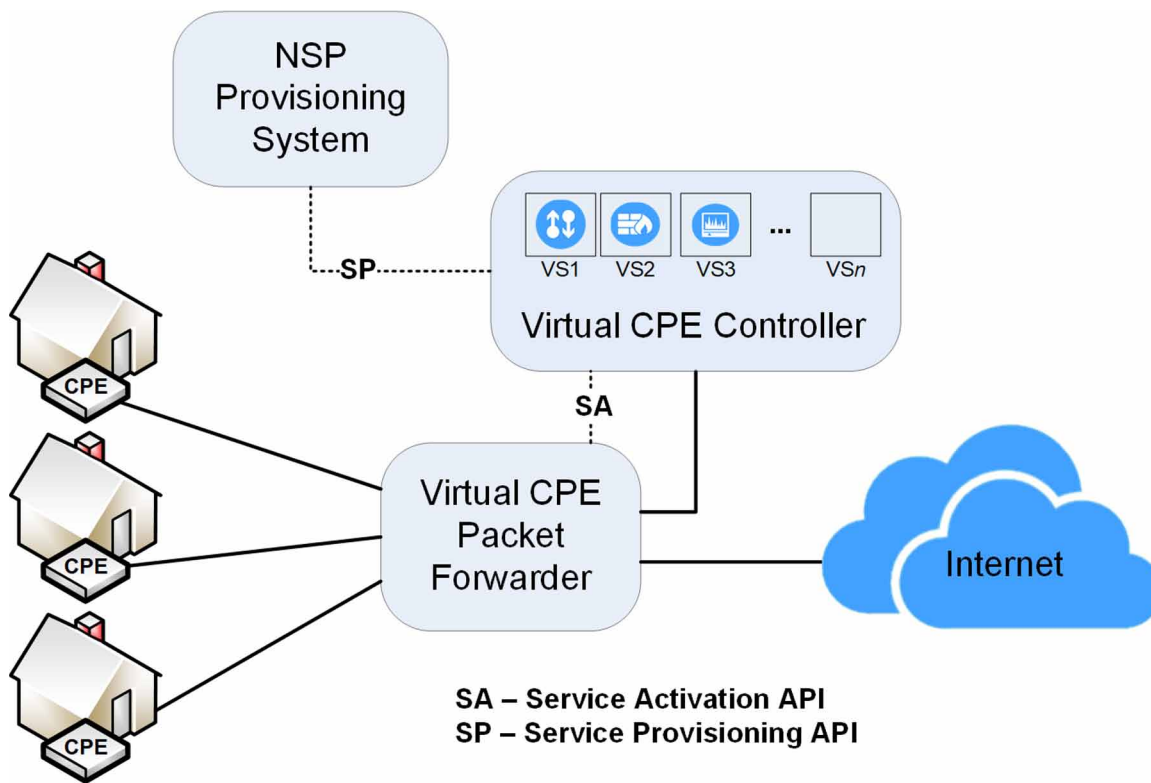 NSP
Provisioning
System
VS1 VS2 VS3 ... VSn
Virtual CPE Controller
SP
SA
CPE
CPE
CPE
Virtual CPE
Packet
Forwarder
Internet
SA – Service Activation API
SP – Service Provisioning API